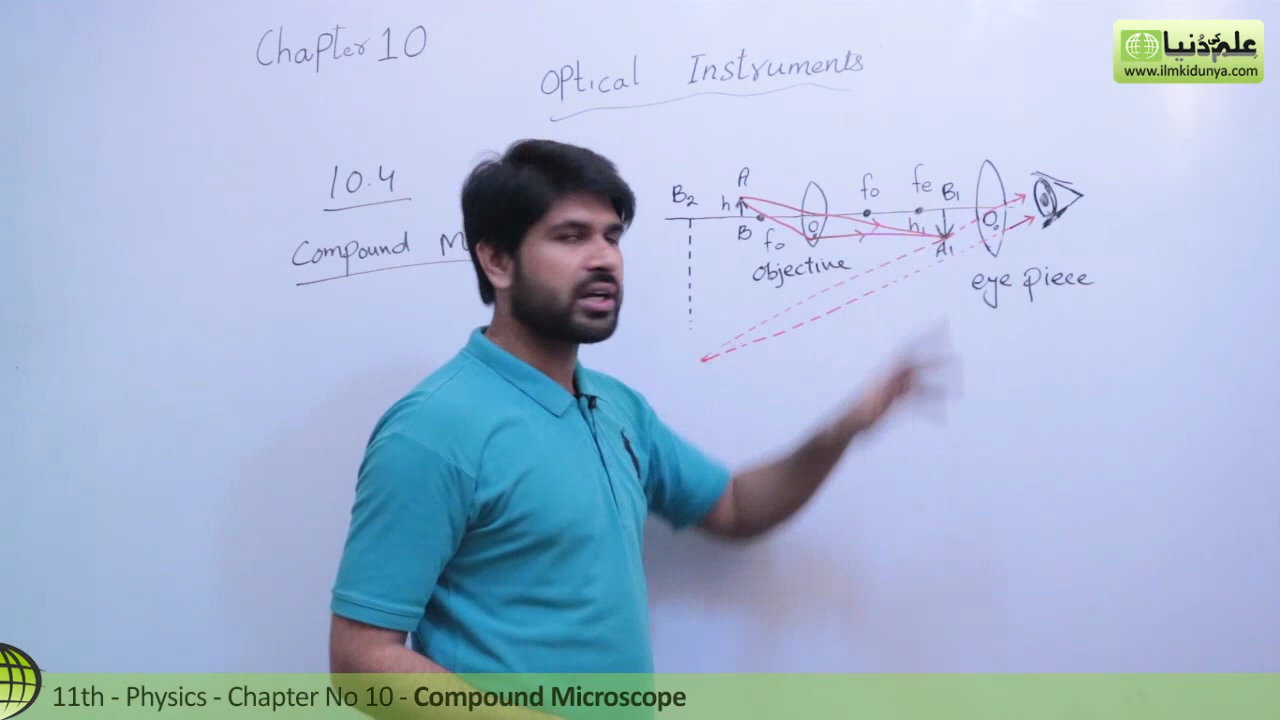 Chapter 10
Optical Instruments
10.4
Compound M
B2
h
A
B
fo
O
objective
fo
fe
B1
h1
A1
O
eye piece
علم کی دُنیا
www.ilmkidunya.com
11th - Physics - Chapter No 10 - Compound Microscope